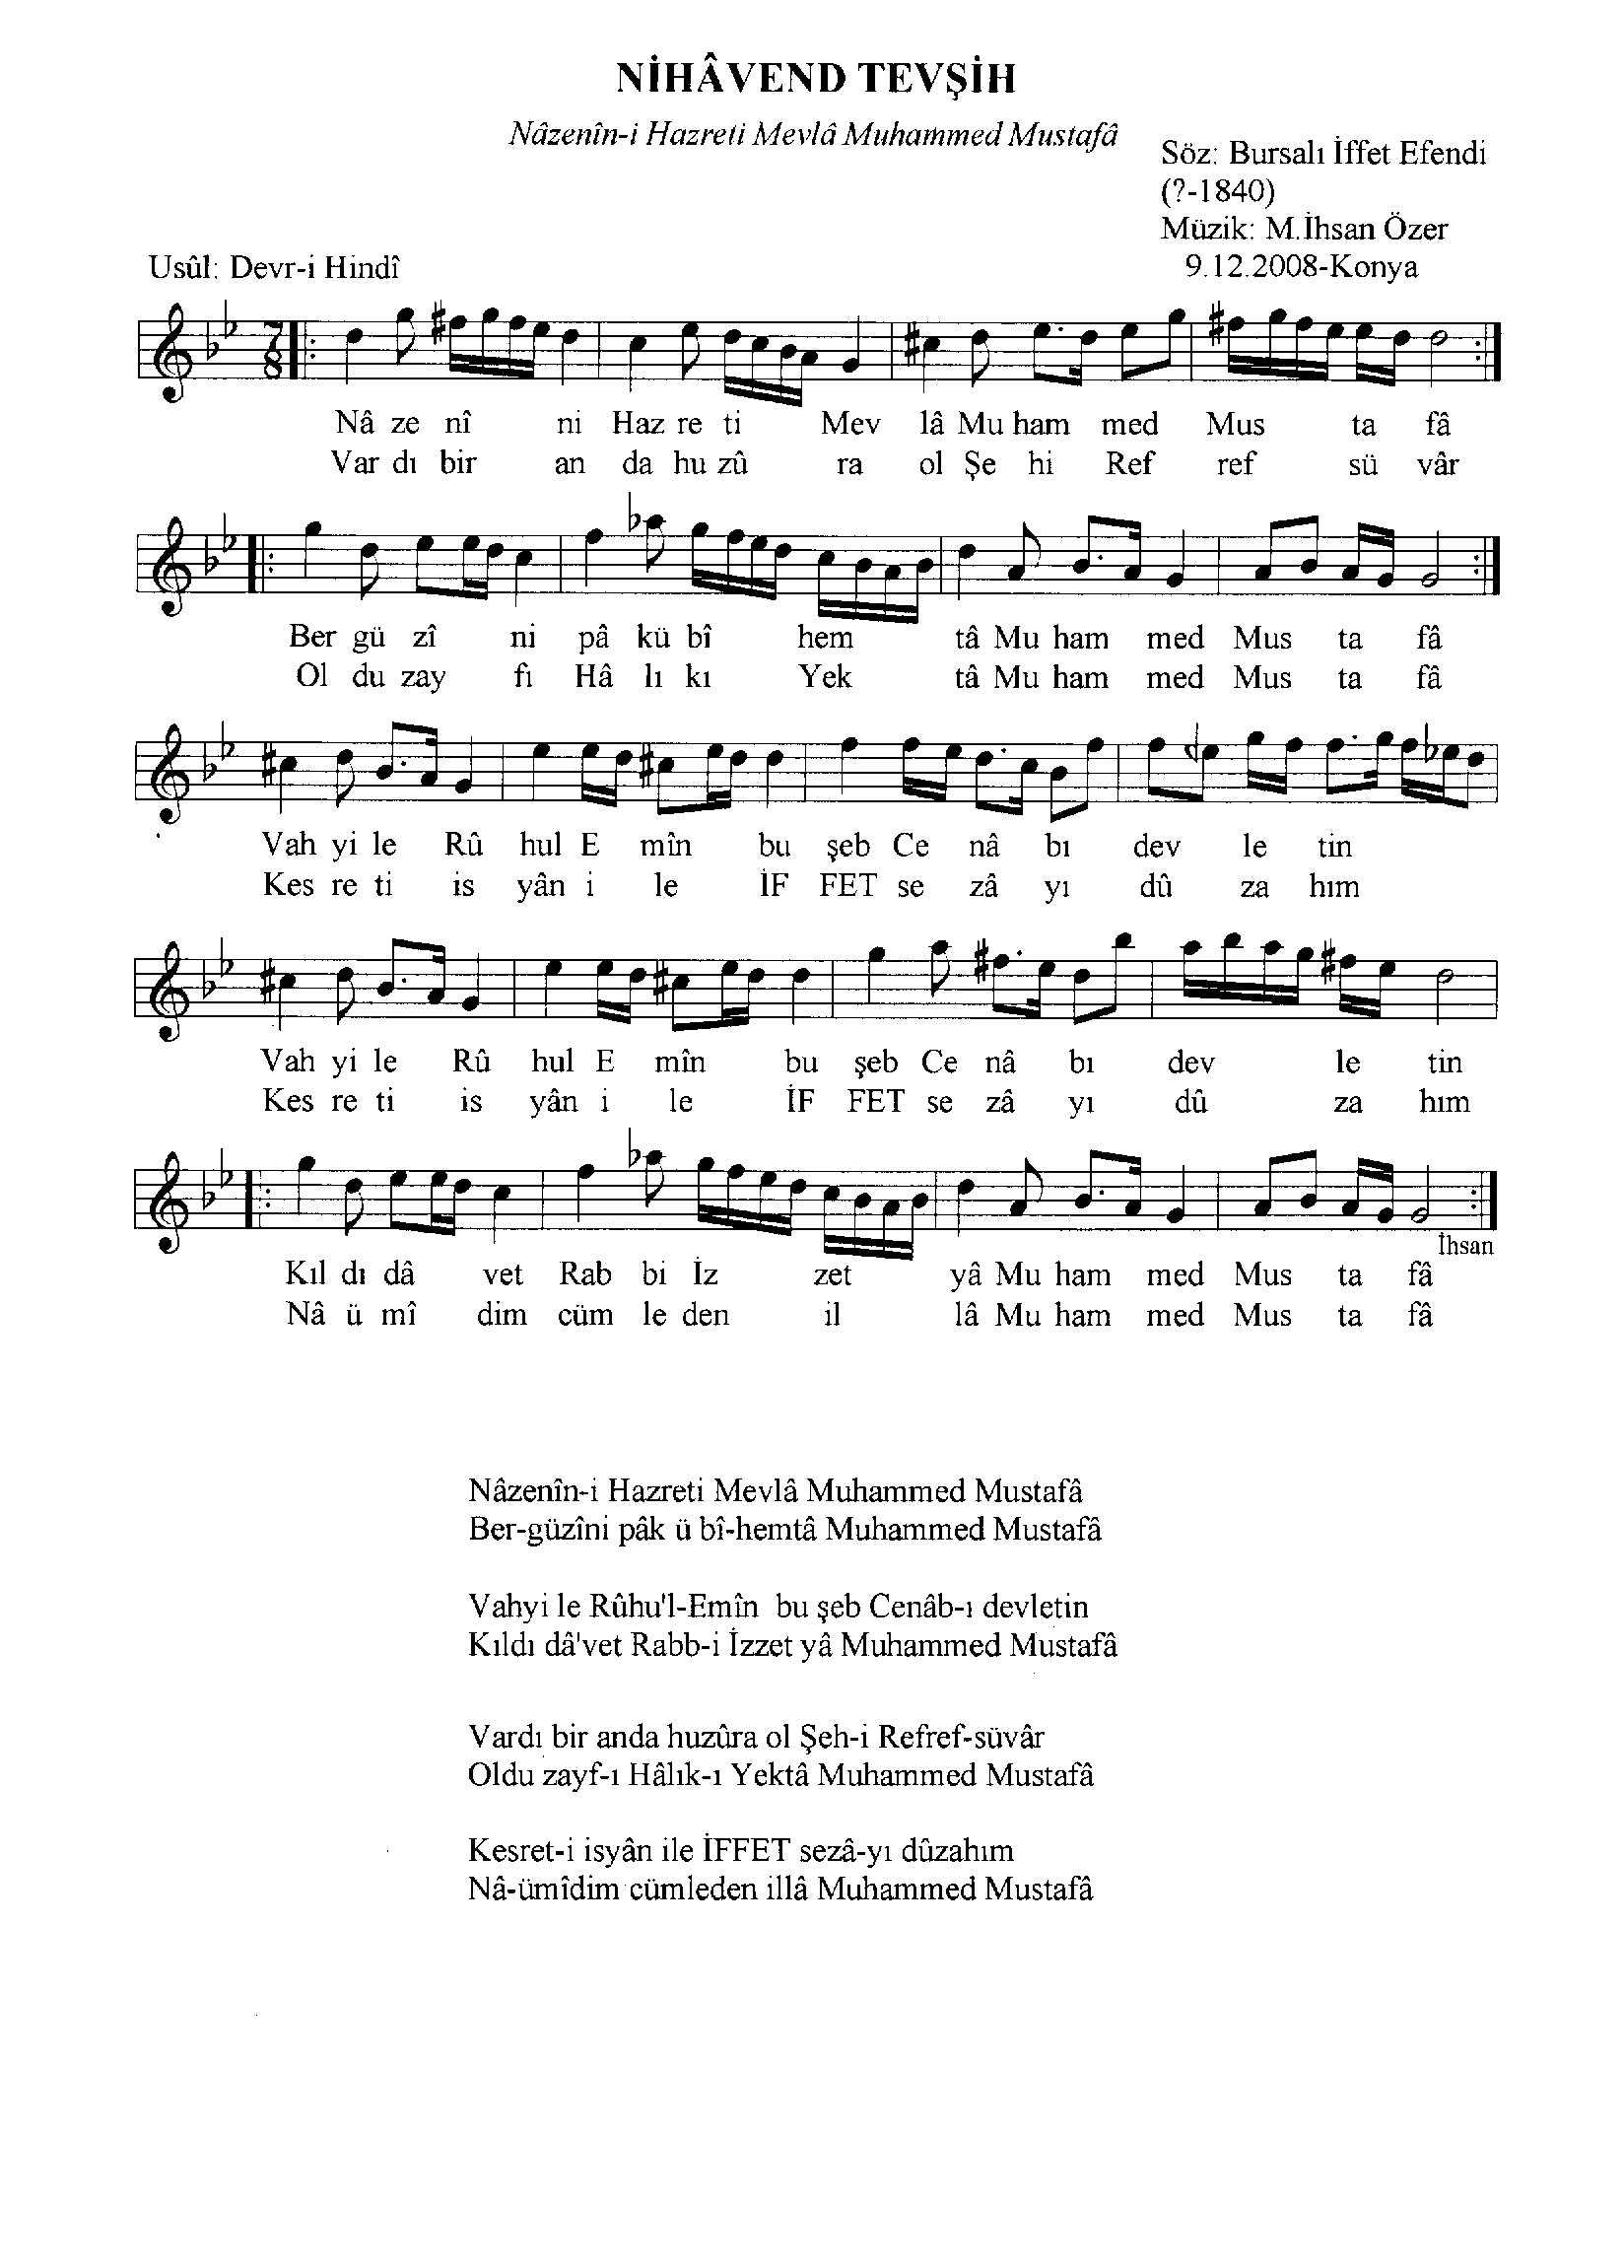 NİHÂVEND TEVŞİH
Nâzenîn-i Hazreti Mevlâ Muhammed Mustafâ
Söz: Bursalı İffet Efendi
(?-1840)
Müzik: M.İhsan Özer
9.12.2008-Konya
Usûl: Devr-i Hindî
7
8
Nâ ze nî ni Haz re ti Mev lâ Mu ham med Mus ta fâ
Var dı bir an da hu zû ra ol Şe hi Ref ref sü vâr
Ber gü zî ni pâ kü bî hem tâ Mu ham med Mus ta fâ
Ol du zay fı Hâ lı kı Yek tâ Mu ham med Mus ta fâ
Vah yi le Rû hul E mîn bu şeb Ce nâ bı dev le tin
Kes re ti is yân i le İF FET se zâ yı dû za hım
Vah yi le Rû hul E mîn bu şeb Ce nâ bı dev le tin
Kes re ti is yân i le İF FET se zâ yı dû za hım
İhsan
Kıl dı dâ vet Rab bi İz zet yâ Mu ham med Mus ta fâ
Nâ ü mî dim cüm le den il lâ Mu ham med Mus ta fâ
Nâzenîn-i Hazreti Mevlâ Muhammed Mustafâ
Ber-güzîni pâk ü bî-hemtâ Muhammed Mustafâ
Vahyi le Rûhu'l-Emîn bu şeb Cenâb-ı devletin
Kıldı dâ'vet Rabb-i İzzet yâ Muhammed Mustafâ
Vardı bir anda huzûra ol Şeh-i Refref-süvâr
Oldu zayf-ı Hâlık-ı Yektâ Muhammed Mustafâ
Kesret-i isyân ile İFFET sezâ-yı dûzahım
Nâ-ümîdim cümleden illâ Muhammed Mustafâ